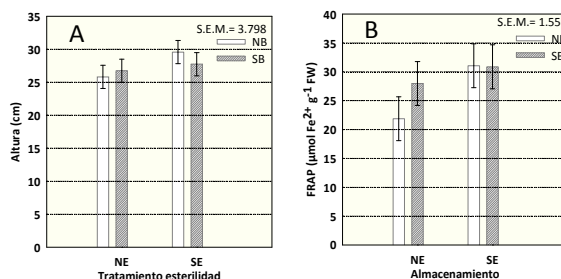 A
S.E.M.= 3.798
NB
SB
35
30
25
20
15
10
5
0
Altura (cm)
NE
SE
Tratamiento esterilidad
B
S.E.M.= 1.55
NB
SB
40
35
30
25
20
15
10
5
0
FRAP (µmol Fe²⁺ g⁻¹ FW)
NE
SE
Almacenamiento